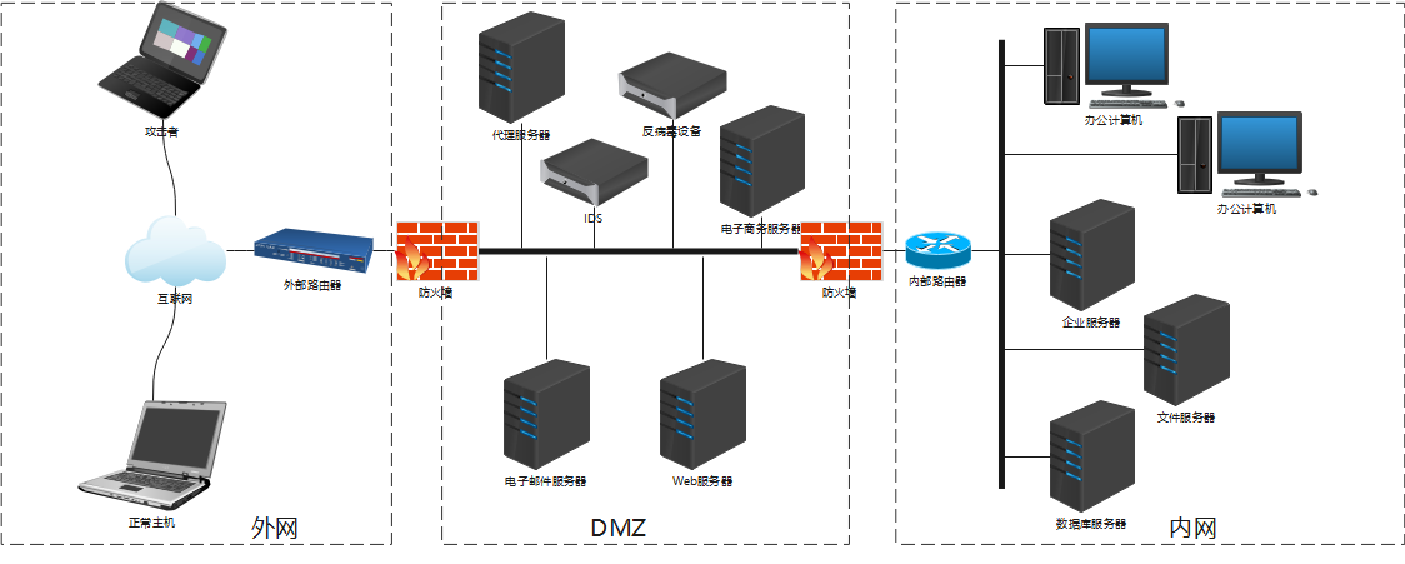 攻击者
互联网
外部路由器
正常主机
外网
防火墙
代理服务器
反病毒设备
IDS
电子商务服务器
防火墙
电子邮件服务器
Web服务器
DMZ
内部路由器
办公计算机
办公计算机
企业服务器
文件服务器
数据库服务器
内网